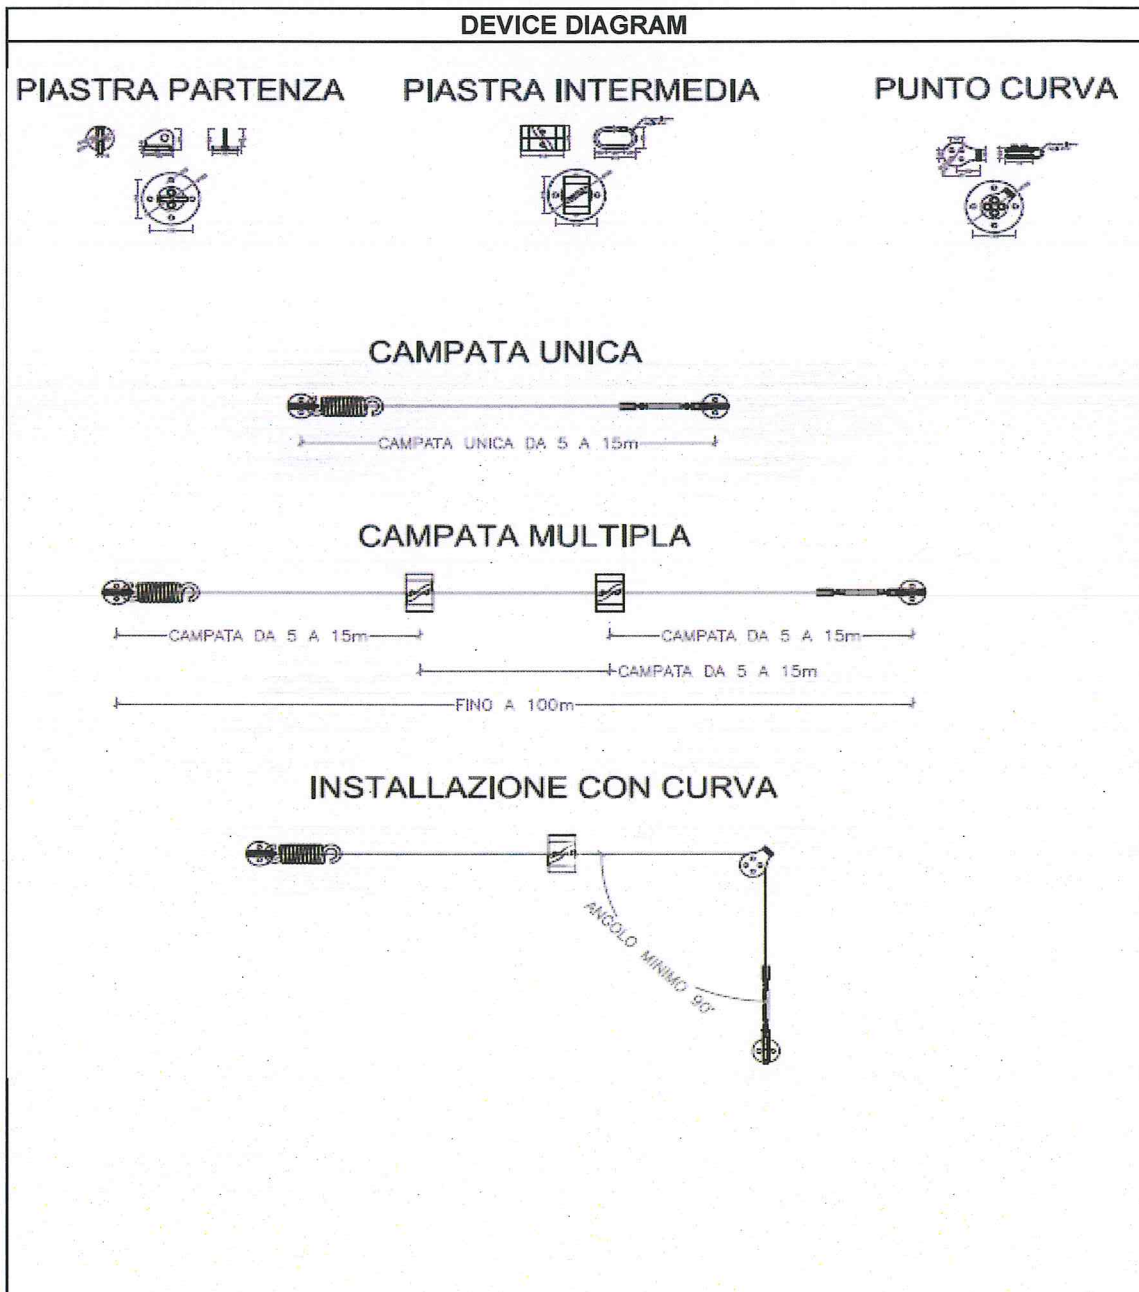 DEVICE DIAGRAM
PIASTRA PARTENZA
PIASTRA INTERMEDIA
PUNTO CURVA
CAMPATA UNICA
CAMPATA UNICA DA 5 A 15m
CAMPATA MULTIPLA
CAMPATA DA 5 A 15m
CAMPATA DA 5 A 15m
CAMPATA DA 5 A 15m
FINO A 100m
INSTALLAZIONE CON CURVA
ANGOLO MINIMO 90°